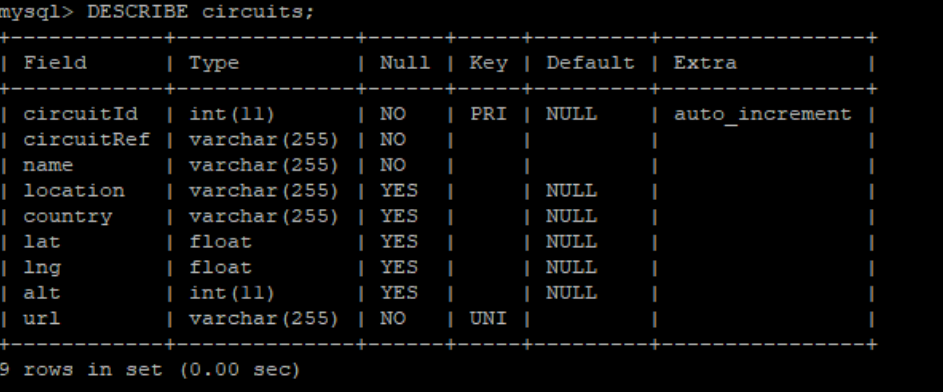 mysql> DESCRIBE circuits;
+------------+--------------+------+-----+---------+----------------+
| Field      | Type         | Null | Key | Default | Extra          |
+------------+--------------+------+-----+---------+----------------+
| circuitId  | int(11)      | NO   | PRI | NULL    | auto_increment |
| circuitRef | varchar(255) | NO   |     |         |                |
| name       | varchar(255) | NO   |     |         |                |
| location   | varchar(255) | YES  |     | NULL    |                |
| country    | varchar(255) | YES  |     | NULL    |                |
| lat        | float        | YES  |     | NULL    |                |
| lng        | float        | YES  |     | NULL    |                |
| alt        | int(11)      | YES  |     | NULL    |                |
| url        | varchar(255) | NO   | UNI |         |                |
+------------+--------------+------+-----+---------+----------------+
9 rows in set (0.00 sec)